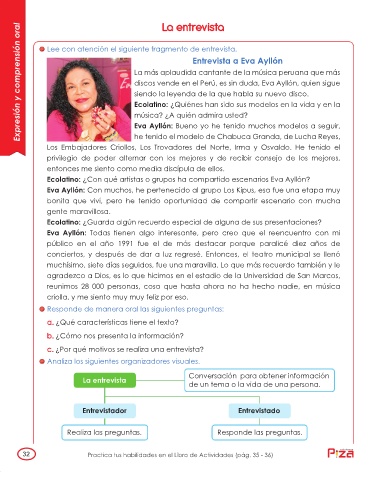 La entrevista
Expresión y comprensión oral
Lee con atención el siguiente fragmento de entrevista.
Entrevista a Eva Ayllón
La más aplaudida cantante de la música peruana que más
discos vende en el Perú, es sin duda, Eva Ayllón, quien sigue
siendo la leyenda de la que habla su nuevo disco.
Ecolatino: ¿Quiénes han sido sus modelos en la vida y en la
música? ¿A quién admira usted?
Eva Ayllón: Bueno yo he tenido muchos modelos a seguir,
he tenido el modelo de Chabuca Granda, de Lucha Reyes,
Los Embajadores Criollos, Los Trovadores del Norte, Irma y Osvaldo. He tenido el
privilegio de poder alternar con los mejores y de recibir consejo de los mejores,
entonces me siento como media discípula de ellos.
Ecolatino: ¿Con qué artistas o grupos ha compartido escenarios Eva Ayllón?
Eva Ayllón: Con muchos, he pertenecido al grupo Los Kipus, eso fue una etapa muy
bonita que viví, pero he tenido oportunidad de compartir escenario con mucha
gente maravillosa.
Ecolatino: ¿Guarda algún recuerdo especial de alguna de sus presentaciones?
Eva Ayllón: Todas tienen algo interesante, pero creo que el reencuentro con mi
público en el año 1991 fue el de más destacar porque paralicé diez años de
conciertos, y después de dar a luz regresé. Entonces, el teatro municipal se llenó
muchísimo, siete días seguidos, fue una maravilla. Lo que más recuerdo también y le
agradezco a Dios, es lo que hicimos en el estadio de la Universidad de San Marcos,
reunimos 28 000 personas, cosa que hasta ahora no ha hecho nadie, en música
criolla, y me siento muy muy feliz por eso.
Responde de manera oral las siguientes preguntas:
a. ¿Qué características tiene el texto?
b. ¿Cómo nos presenta la información?
c. ¿Por qué motivos se realiza una entrevista?
Analiza los siguientes organizadores visuales.
La entrevista
Conversación para obtener información
de un tema o la vida de una persona.
Entrevistador
Entrevistado
Realiza las preguntas.
Responde las preguntas.
32
Practica tus habilidades en el Libro de Actividades (pág. 35 - 36)